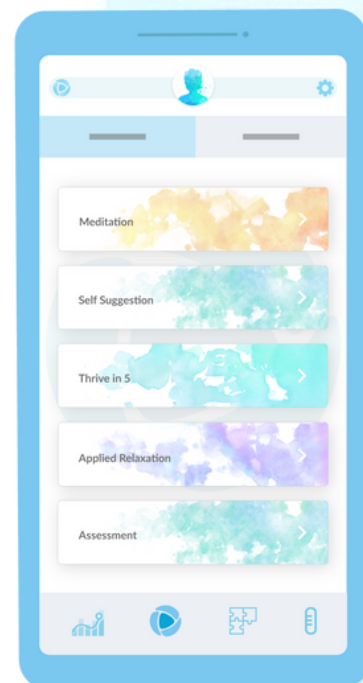 Meditation
Self Suggestion
Thrive in 5
Applied Relaxation
Assessment